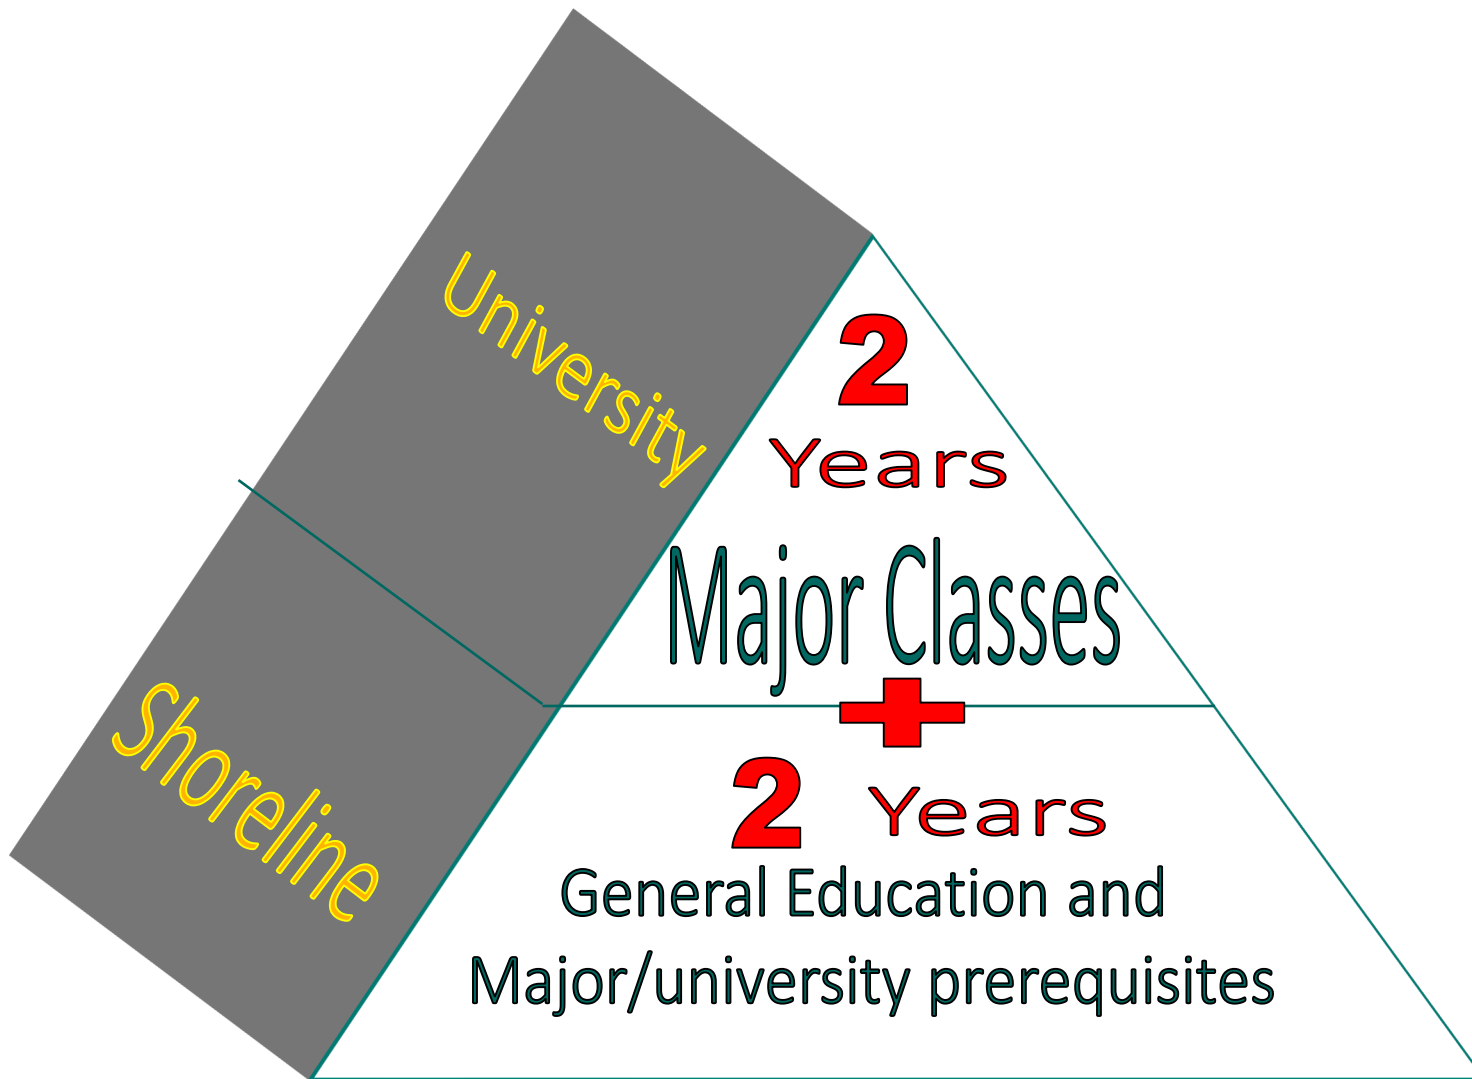 University
2
Years
Major Classes
+
2 Years
General Education and
Major/university prerequisites
Shoreline